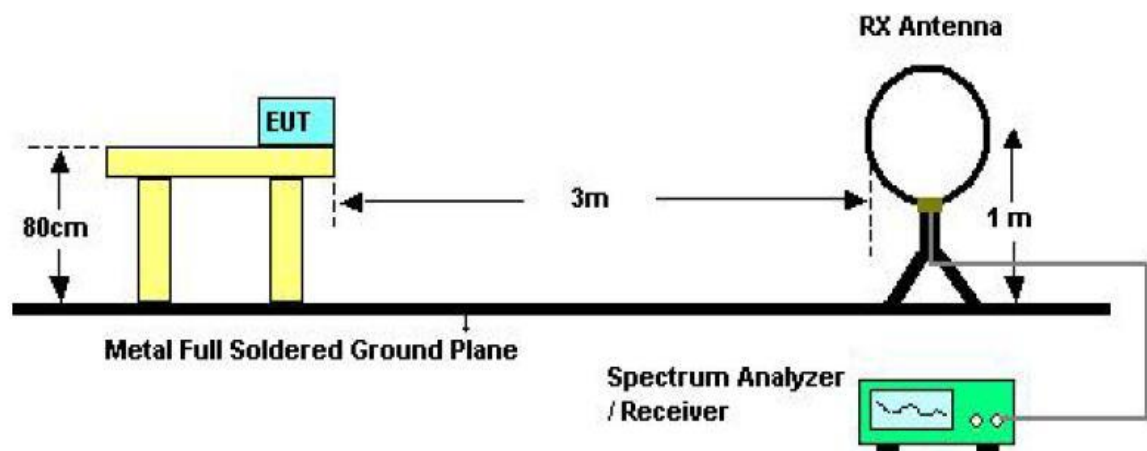 RX Antenna
EUT
80cm
3m
1 m
Metal Full Soldered Ground Plane
Spectrum Analyzer
/ Receiver